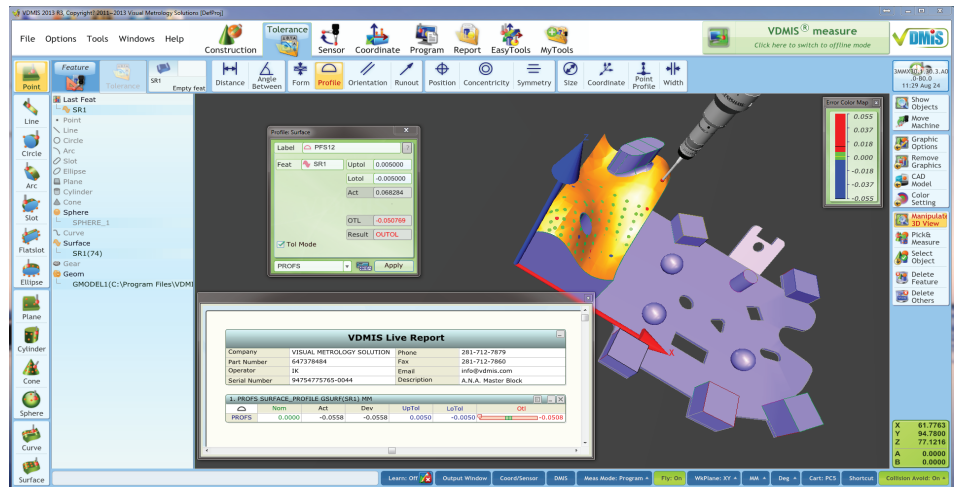 VDMIS 2013 R3, Copyright? 2011-2013 Visual Metrology Solutions [DefProj]
File Options Tools Windows Help
Construction Tolerance Sensor Coordinate Program Report EasyTools MyTools
VDMIS® measure
Click here to switch to offline mode
VDMiS
Point
Feature
Tolerance
SR1
Empty feat
Distance Angle Between Form Profile Orientation Runout Position Concentricity Symmetry Size Coordinate Point Profile Width
11:29 Aug 24
Line
Circle
Arc
Slot
Flatslot
Ellipse
Plane
Cylinder
Cone
Sphere
Curve
Surface
Last Feat
SR1
Point
Line
Circle
Arc
Slot
Ellipse
Plane
Cylinder
Cone
Sphere
SPHERE_1
Curve
Surface
SR1(74)
Gear
Geom
GMODEL1(C:\Program Files\VDMI
Profile: Surface X
Label PFS12 ?
Feat SR1 Uptol 0.005000
Lotol -0.005000
Act 0.068284
OTL -0.050769
Result OUTOL
Tol Mode
PROFS Apply
Error Color Map
0.055
0.037
0.018
0.000
-0.018
-0.037
-0.055
X
VDMIS Live Report
Company VISUAL METROLOGY SOLUTION Phone 281-712-7879
Part Number 647378484 Fax 281-712-7860
Operator IK Email info@vdmis.com
Serial Number 94754775765-0044 Description A.N.A. Master Block
1. PROFS SURFACE_PROFILE GSURF(SR1) MM
Nom Act Dev UpTol LoTol Otl
PROFS 0.0000 -0.0558 -0.0558 0.0050 -0.0050 -0.0508
Show Objects
Move Machine
Graphic Options
Remove Graphics
CAD Model
Color Setting
Manipulati 3D View
Pick& Measure
Select Object
Delete Feature
Delete Others
X 61.7763
Y 94.7800
Z 77.1216
A 0.0000
B 0.0000
Learn: Off Output Window Coord/Sensor DMIS Meas Mode: Program Fly: On WkPlane: XY MM Deg Cart: PCS Shortcut Collision Avoid: On